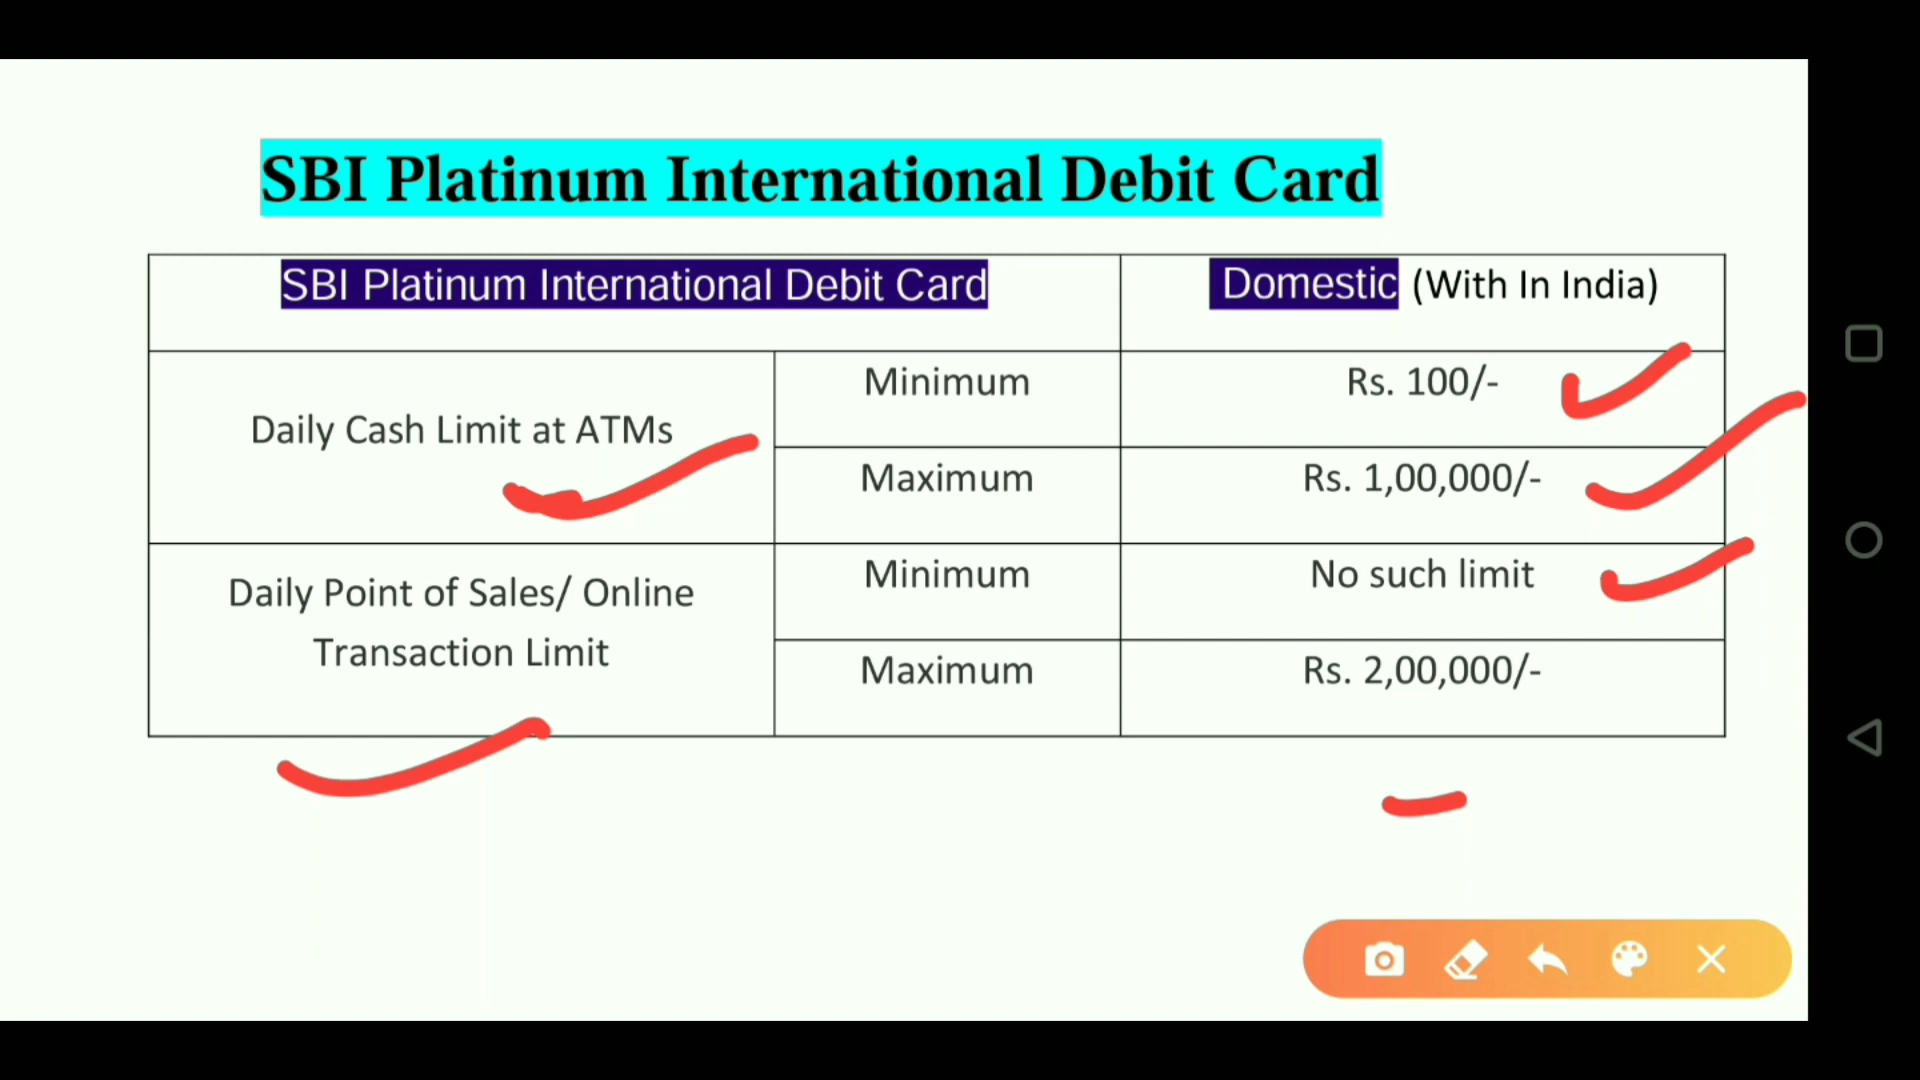 SBI Platinum International Debit Card
SBI Platinum International Debit Card
Domestic (With In India)
Daily Cash Limit at ATMs
Minimum
Rs. 100/-
Maximum
Rs. 1,00,000/-
Daily Point of Sales/ Online
Transaction Limit
Minimum
No such limit
Maximum
Rs. 2,00,000/-